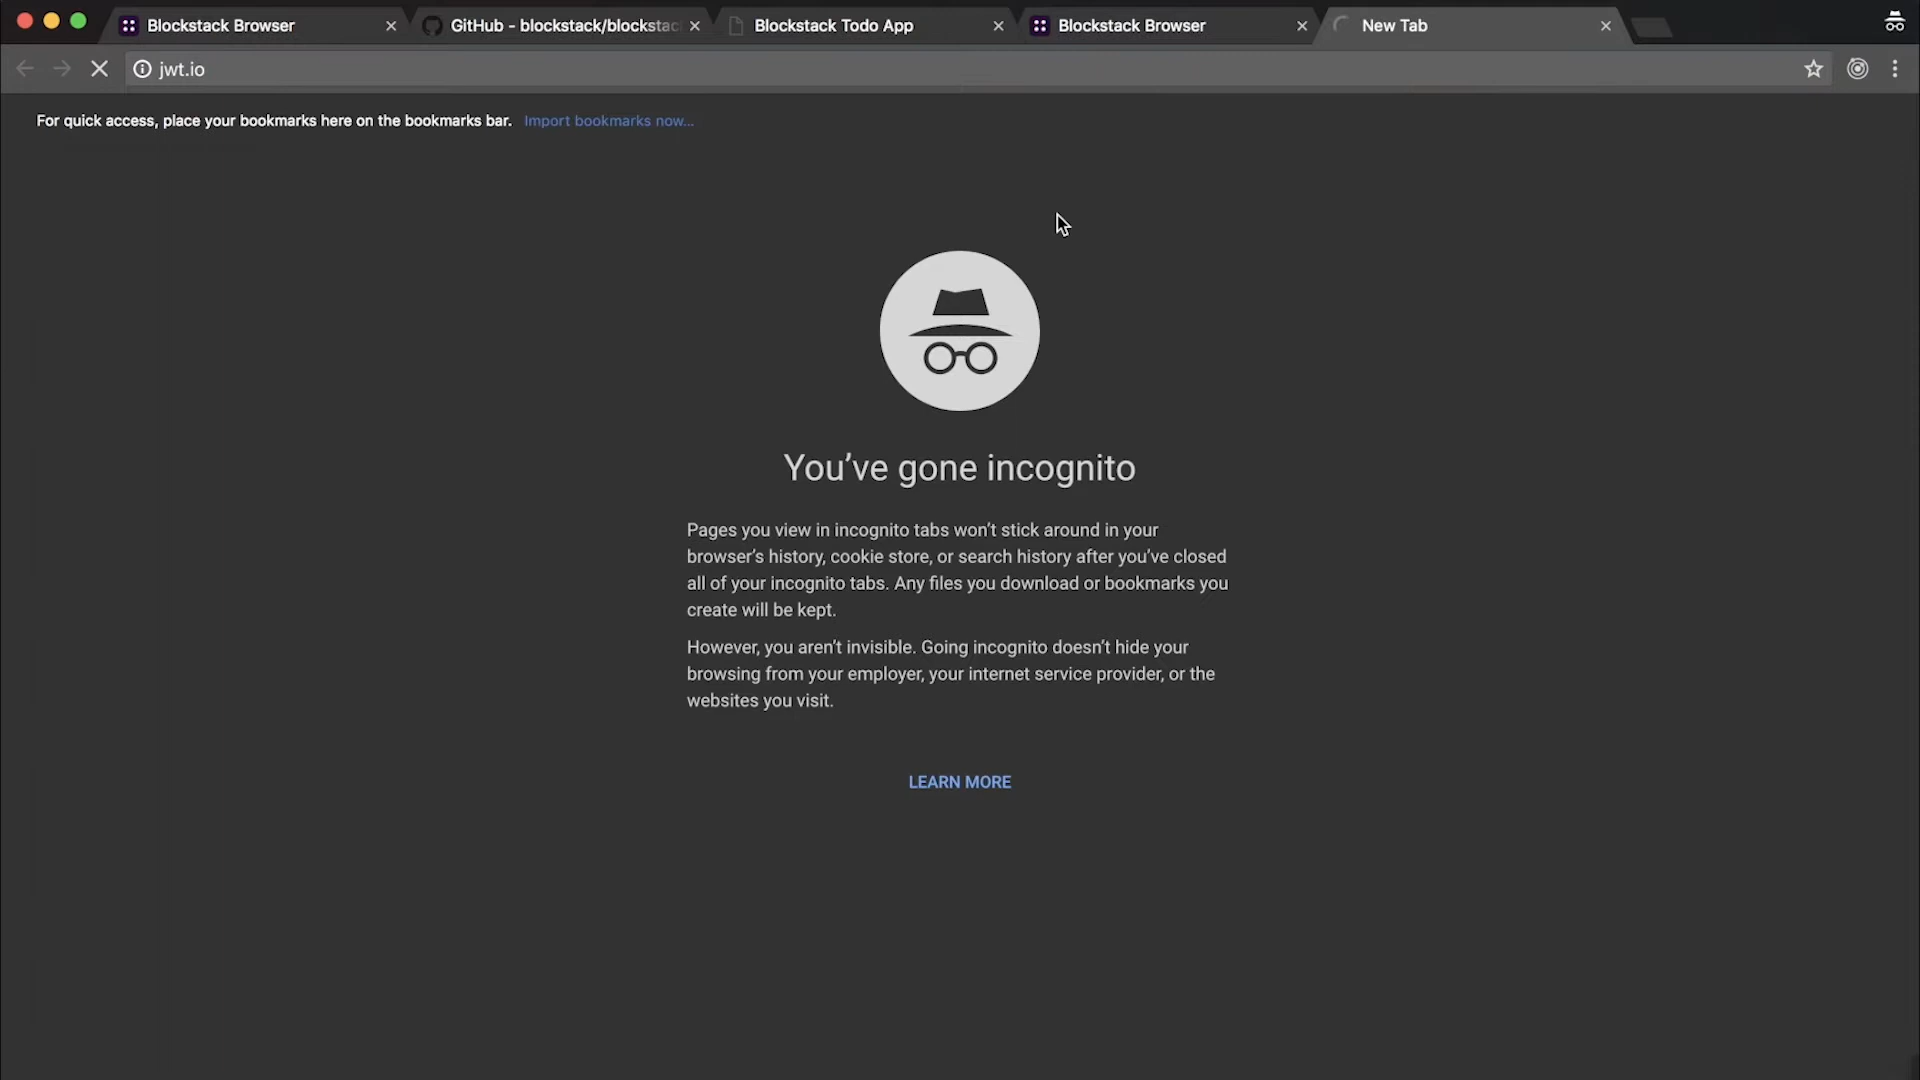 Blockstack Browser
GitHub - blockstack/blockstac
Blockstack Todo App
Blockstack Browser
New Tab
jwt.io
For quick access, place your bookmarks here on the bookmarks bar. Import bookmarks now...
You've gone incognito
Pages you view in incognito tabs won't stick around in your
browser's history, cookie store, or search history after you've closed
all of your incognito tabs. Any files you download or bookmarks you
create will be kept.
However, you aren't invisible. Going incognito doesn't hide your
browsing from your employer, your internet service provider, or the
websites you visit.
LEARN MORE